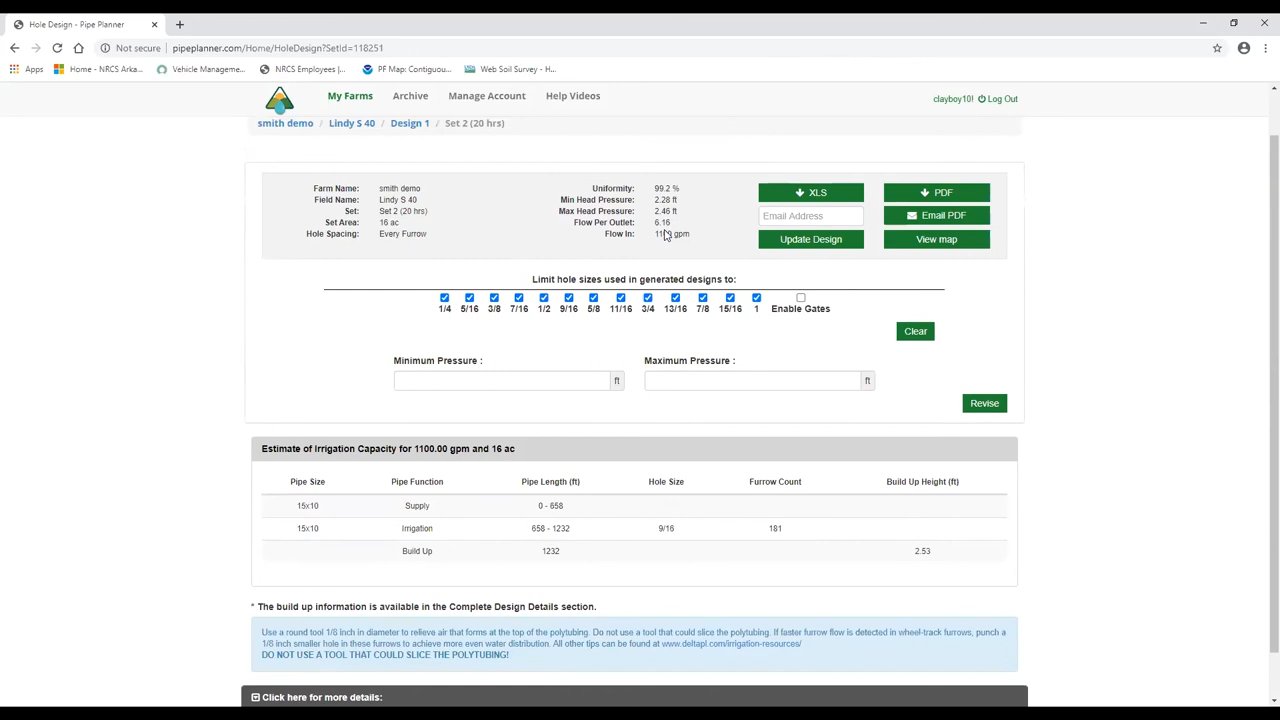 Hole Design - Pipe Planner
Not secure pipeplanner.com/Home/HoleDesign?SetId=118251
Apps Home - NRCS Arka... Vehicle Manageme... NRCS Employees |... PF Map: Contiguou... Web Soil Survey - H...
My Farms Archive Manage Account Help Videos clayboy10! Log Out
smith demo / Lindy S 40 / Design 1 / Set 2 (20 hrs)
Farm Name: smith demo Uniformity: 99.2 % XLS PDF
Field Name: Lindy S 40 Min Head Pressure: 2.28 ft
Set: Set 2 (20 hrs) Max Head Pressure: 2.46 ft Email Address Email PDF
Set Area: 16 ac Flow Per Outlet: 6.16
Hole Spacing: Every Furrow Flow In: gpm Update Design View map
Limit hole sizes used in generated designs to:
1/4 5/16 3/8 7/16 1/2 9/16 5/8 11/16 3/4 13/16 7/8 15/16 1 Enable Gates
Clear
Minimum Pressure : Maximum Pressure :
ft ft
Revise
Estimate of Irrigation Capacity for 1100.00 gpm and 16 ac
Pipe Size Pipe Function Pipe Length (ft) Hole Size Furrow Count Build Up Height (ft)
15x10 Supply 0 - 658
15x10 Irrigation 658 - 1232 9/16 181
Build Up 1232 2.53
* The build up information is available in the Complete Design Details section.
Use a round tool 1/8 inch in diameter to relieve air that forms at the top of the polytubing. Do not use a tool that could slice the polytubing. If faster furrow flow is detected in wheel-track furrows, punch a
1/8 inch smaller hole in these furrows to achieve more even water distribution. All other tips can be found at www.deltapl.com/irrigation-resources/
DO NOT USE A TOOL THAT COULD SLICE THE POLYTUBING!
Click here for more details: